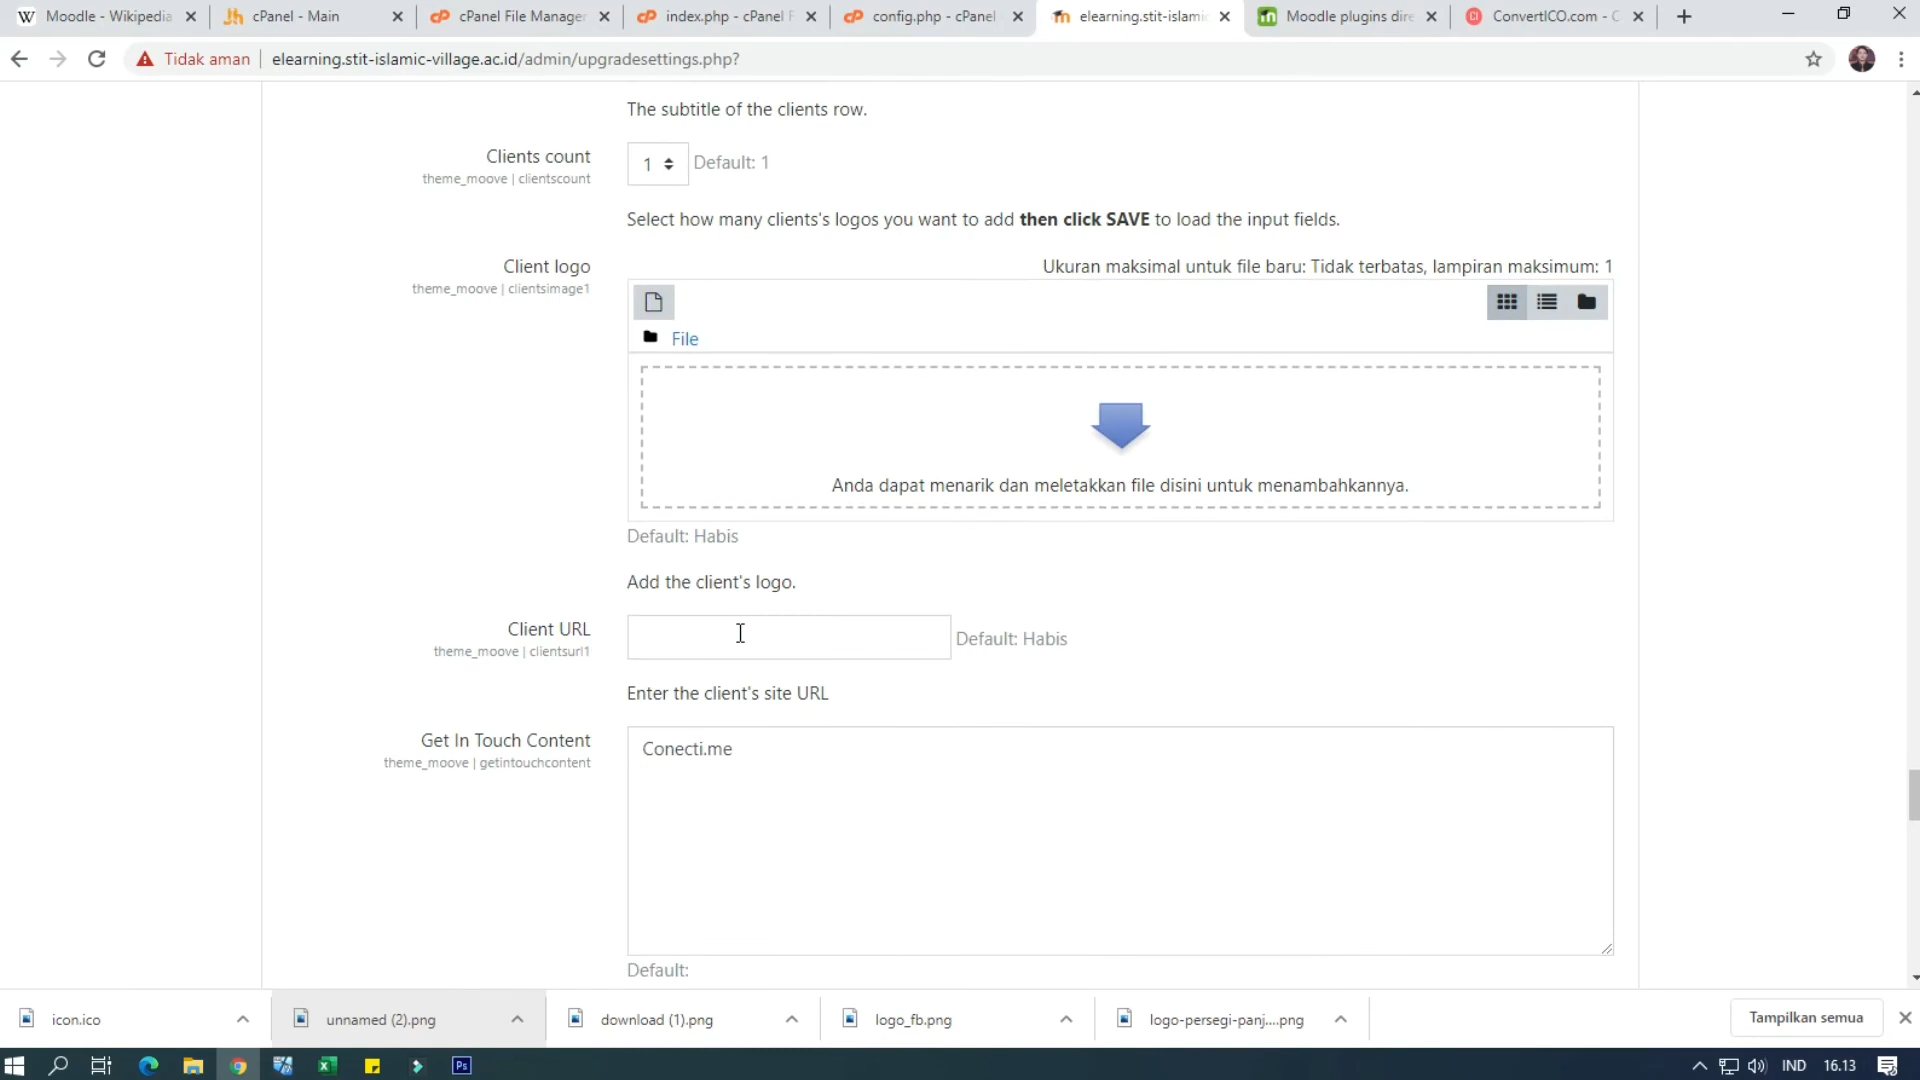 Moodle - Wikipedia
cPanel - Main
cPanel File Manager
index.php - cPanel F
config.php - cPanel
elearning.stit-islamic
Moodle plugins dire
ConvertICO.com - C
Tidak aman
elearning.stit-islamic-village.ac.id/admin/upgradesettings.php?
The subtitle of the clients row.
Clients count
theme_moove | clientscount
1
Default: 1
Select how many clients's logos you want to add then click SAVE to load the input fields.
Client logo
theme_moove | clientsimage1
Ukuran maksimal untuk file baru: Tidak terbatas, lampiran maksimum: 1
File
Anda dapat menarik dan meletakkan file disini untuk menambahkannya.
Default: Habis
Add the client's logo.
Client URL
theme_moove | clientsurl1
Default: Habis
Enter the client's site URL
Get In Touch Content
theme_moove | getintouchcontent
Conecti.me
Default:
icon.ico
unnamed (2).png
download (1).png
logo_fb.png
logo-persegi-panj....png
Tampilkan semua
Ps
IND
16.13